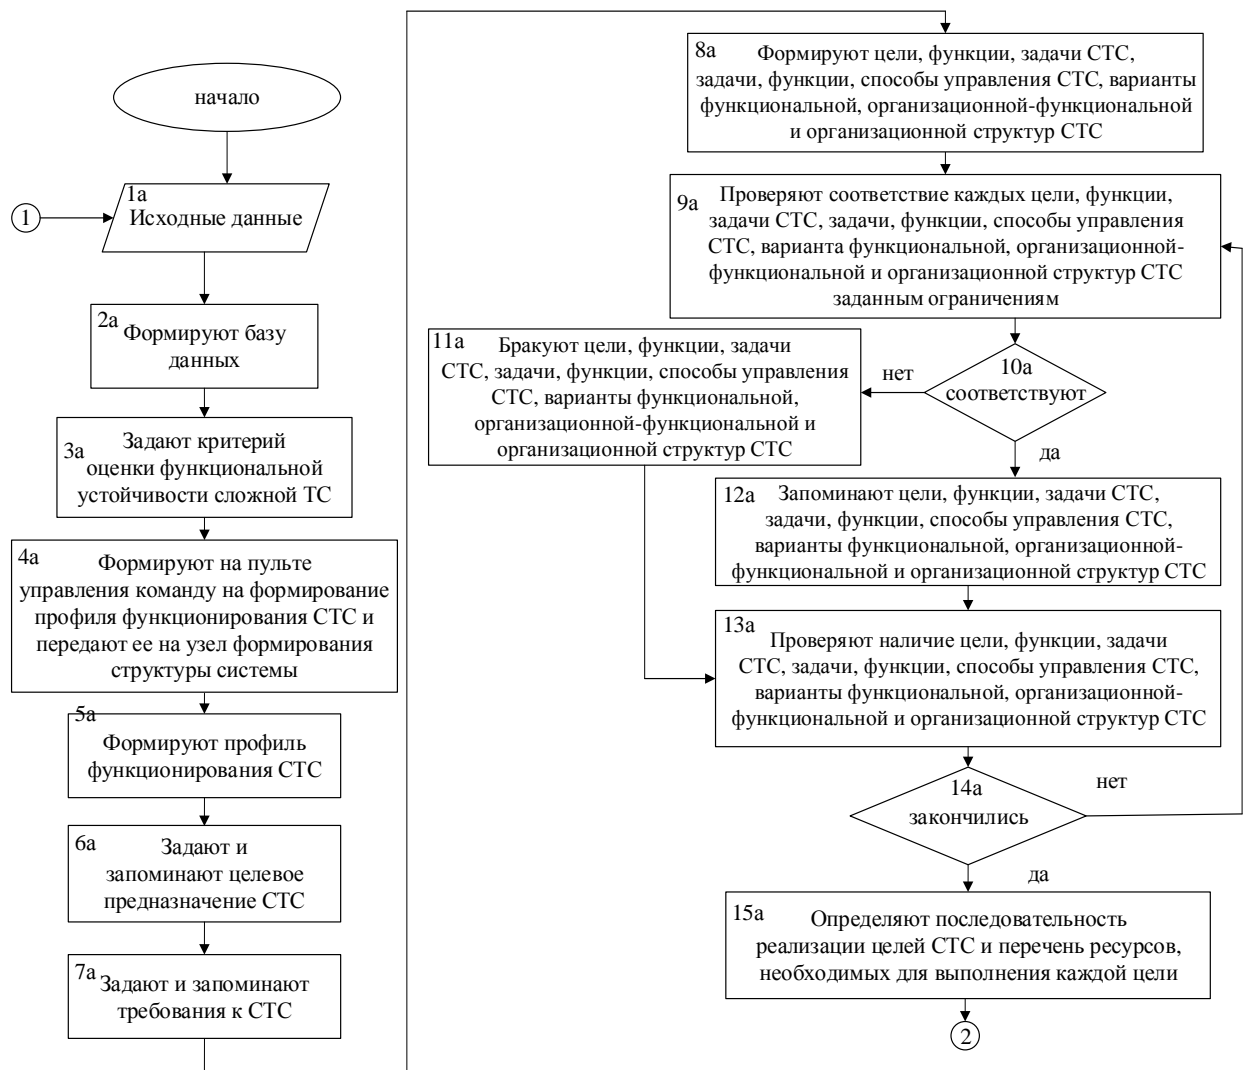 начало
1а
Исходные данные
1
2а
Формируют базу
данных
3а
Задают критерий
оценки функциональной
устойчивости сложной ТС
4а
Формируют на пульте
управления команду на формирование
профиля функционирования СТС и
передают ее на узел формирования
структуры системы
5а
Формируют профиль
функционирования СТС
6а
Задают и
запоминают целевое
предназначение СТС
7а
Задают и запоминают
требования к СТС
8а
Формируют цели, функции, задачи СТС,
задачи, функции, способы управления СТС, варианты
функциональной, организационной-функциональной
и организационной структур СТС
9а
Проверяют соответствие каждых цели, функции,
задачи СТС, задачи, функции, способы управления
СТС, варианта функциональной, организационной-
функциональной и организационной структур СТС
заданным ограничениям
10а
соответствуют
нет
да
11а
Бракуют цели, функции, задачи
СТС, задачи, функции, способы управления
СТС, варианты функциональной,
организационной-функциональной и
организационной структур СТС
12а
Запоминают цели, функции, задачи СТС,
задачи, функции, способы управления СТС,
варианты функциональной, организационной-
функциональной и организационной структур СТС
13а
Проверяют наличие цели, функции, задачи
СТС, задачи, функции, способы управления СТС,
варианты функциональной, организационной-
функциональной и организационной структур СТС
14а
закончились
нет
да
15а
Определяют последовательность
реализации целей СТС и перечень ресурсов,
необходимых для выполнения каждой цели
2